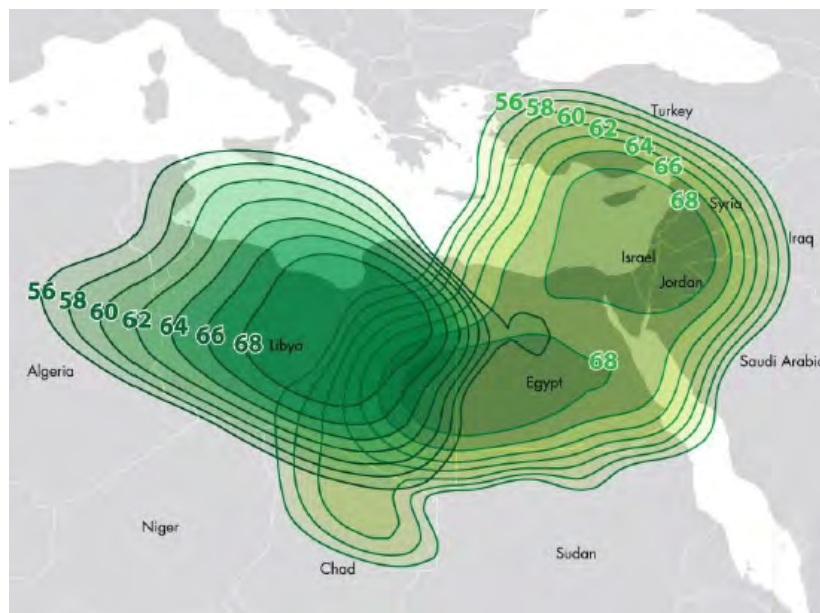 56
58
60
62
64
66
68
Turkey
Syria
Iraq
Israel
Jordan
56
58
60
62
64
66
68
Libya
Algeria
68
Egypt
Saudi Arabia
Niger
Chad
Sudan